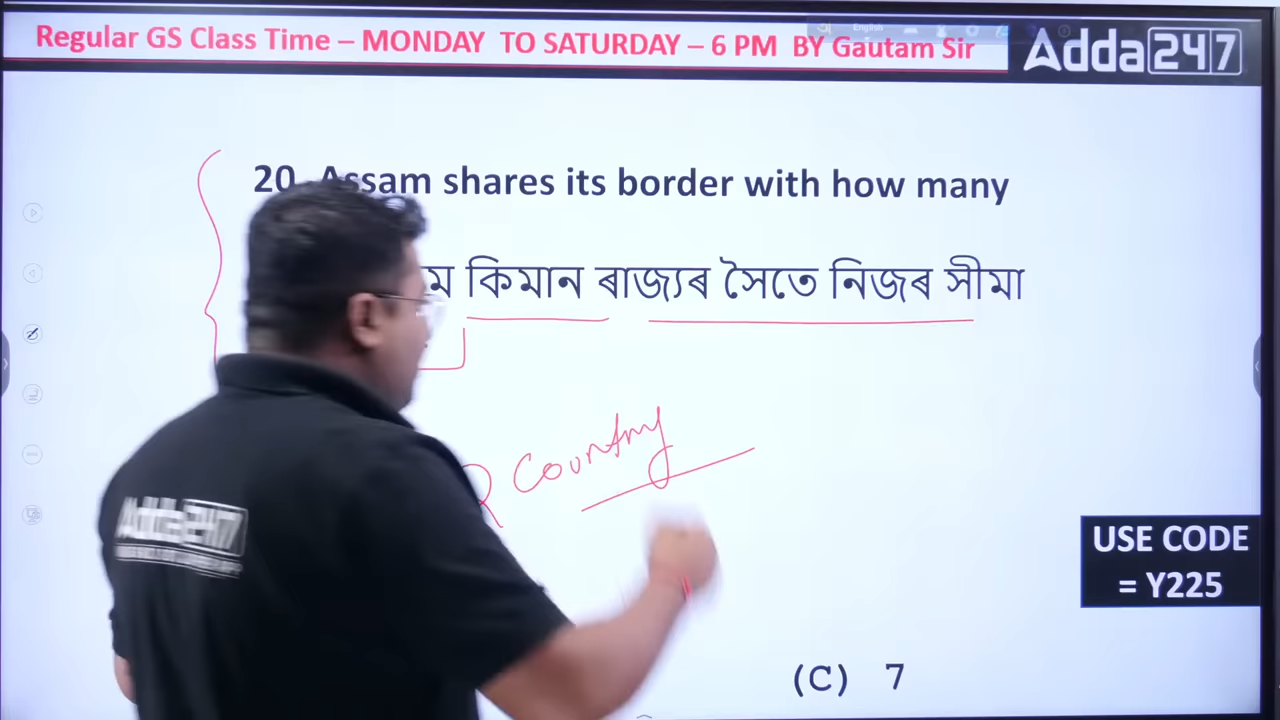 Regular GS Class Time – MONDAY TO SATURDAY – 6 PM BY Gautam Sir
Adda247
20. Assam shares its border with how many
কিমান ৰাজ্যৰ সৈতে নিজৰ সীমা
Country
Adda247
USE CODE
= Y225
(C) 7